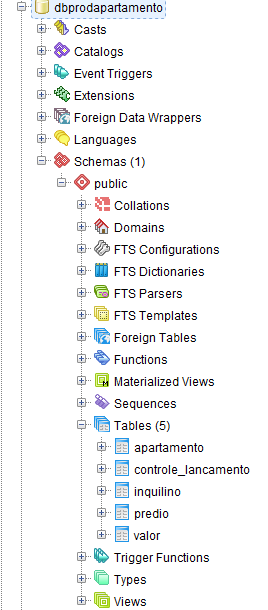 dbprodapartamento
Casts
Catalogs
Event Triggers
Extensions
Foreign Data Wrappers
Languages
Schemas (1)
public
Collations
Domains
FTS Configurations
FTS Dictionaries
FTS Parsers
FTS Templates
Foreign Tables
Functions
Materialized Views
Sequences
Tables (5)
apartamento
controle_lancamento
inquilino
predio
valor
Trigger Functions
Types
Views